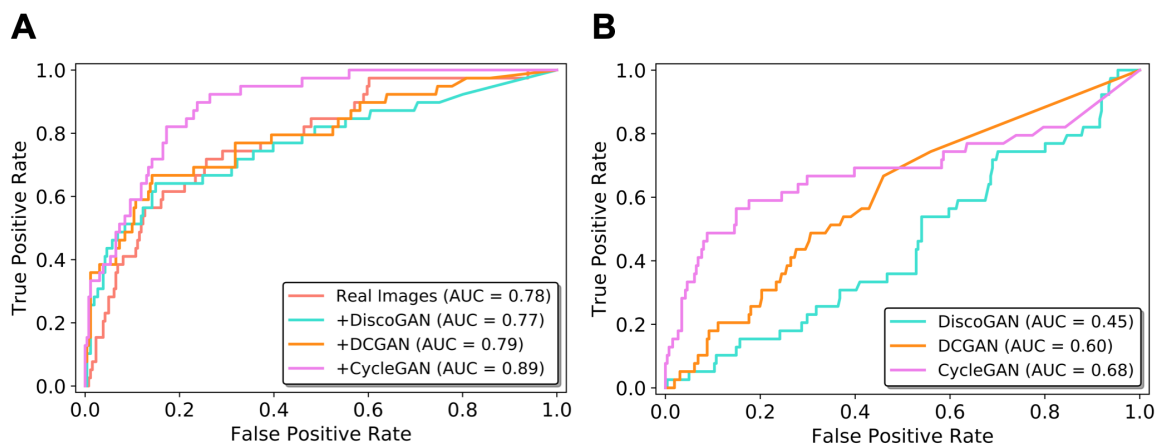 A
B
True Positive Rate
1.0
0.8
0.6
0.4
0.2
0.0
0.0 0.2 0.4 0.6 0.8 1.0
False Positive Rate
Real Images (AUC = 0.78)
+DiscoGAN (AUC = 0.77)
+DCGAN (AUC = 0.79)
+CycleGAN (AUC = 0.89)
True Positive Rate
1.0
0.8
0.6
0.4
0.2
0.0
0.0 0.2 0.4 0.6 0.8 1.0
False Positive Rate
DiscoGAN (AUC = 0.45)
DCGAN (AUC = 0.60)
CycleGAN (AUC = 0.68)